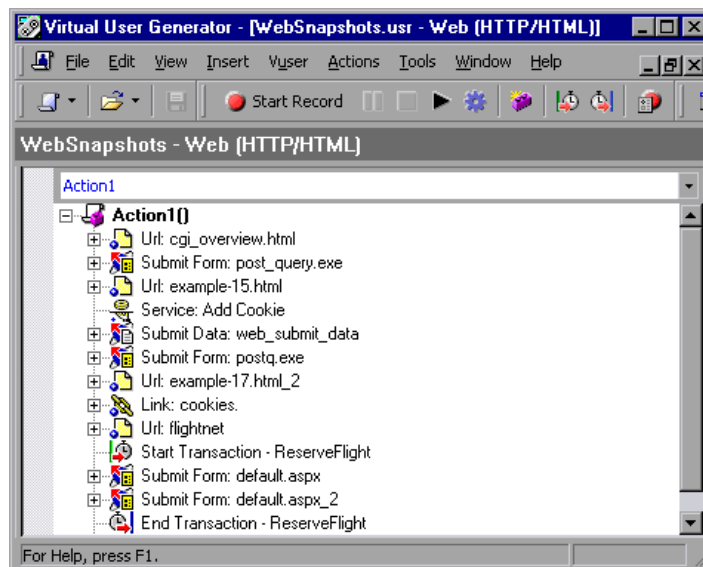 Virtual User Generator - [WebSnapshots.usr - Web (HTTP/HTML)]
File Edit View Insert Vuser Actions Tools Window Help
Start Record
WebSnapshots - Web (HTTP/HTML)
Action1
Action1()
Url: cgi_overview.html
Submit Form: post_query.exe
Url: example-15.html
Service: Add Cookie
Submit Data: web_submit_data
Submit Form: postq.exe
Url: example-17.html_2
Link: cookies.
Url: flightnet
Start Transaction - ReserveFlight
Submit Form: default.aspx
Submit Form: default.aspx_2
End Transaction - ReserveFlight
For Help, press F1.